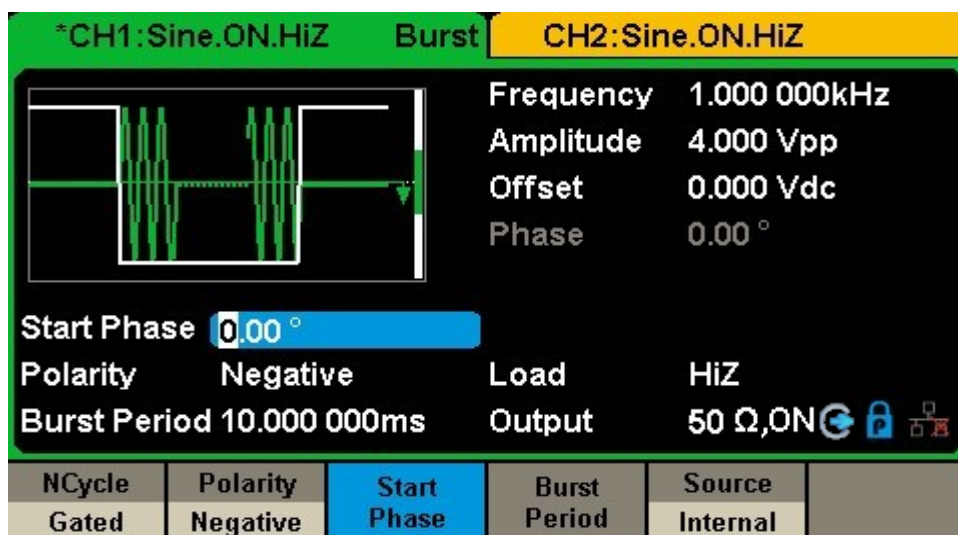 *CH1:Sine.ON.HiZ Burst CH2:Sine.ON.HiZ
Frequency 1.000 000kHz
Amplitude 4.000 Vpp
Offset 0.000 Vdc
Phase 0.00 °
Start Phase 0.00 °
Polarity Negative Load HiZ
Burst Period 10.000 000ms Output 50 Ω,ON P
NCycle Polarity Start Burst Source
Gated Negative Phase Period Internal